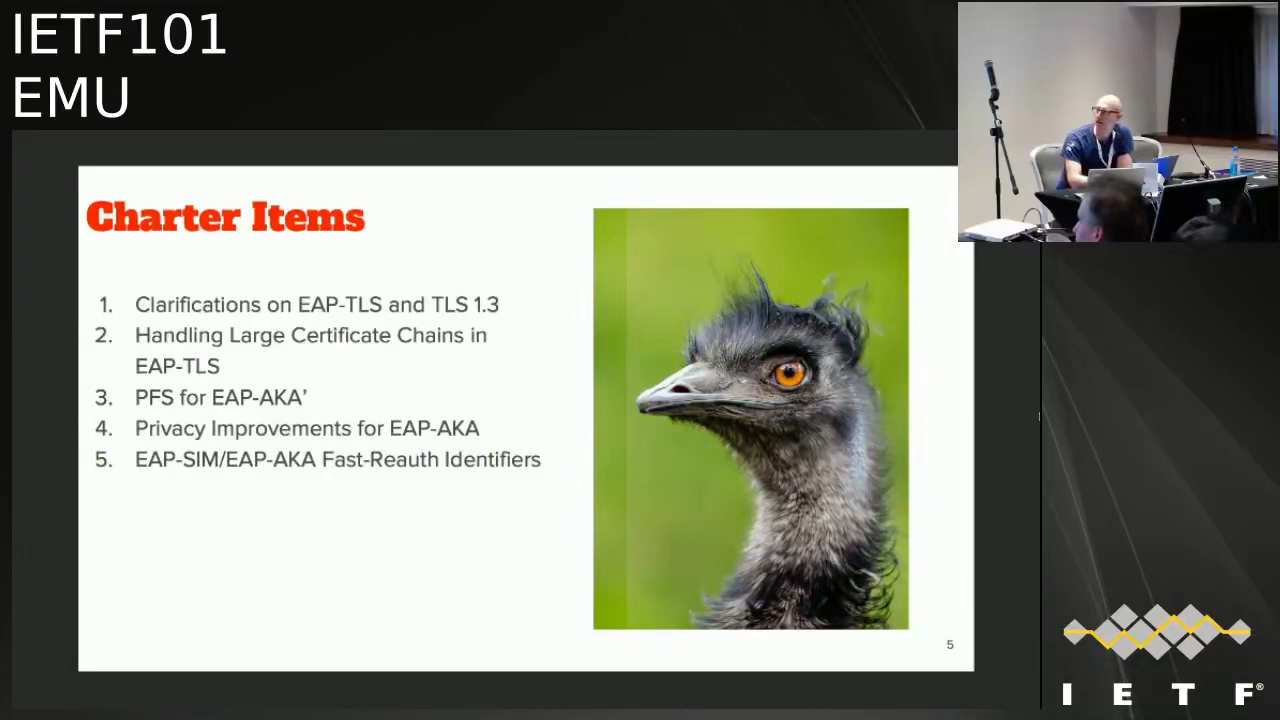 IETF101
EMU
Charter Items
1. Clarifications on EAP-TLS and TLS 1.3
2. Handling Large Certificate Chains in
EAP-TLS
3. PFS for EAP-AKA’
4. Privacy Improvements for EAP-AKA
5. EAP-SIM/EAP-AKA Fast-Reauth Identifiers
5
I E T F®